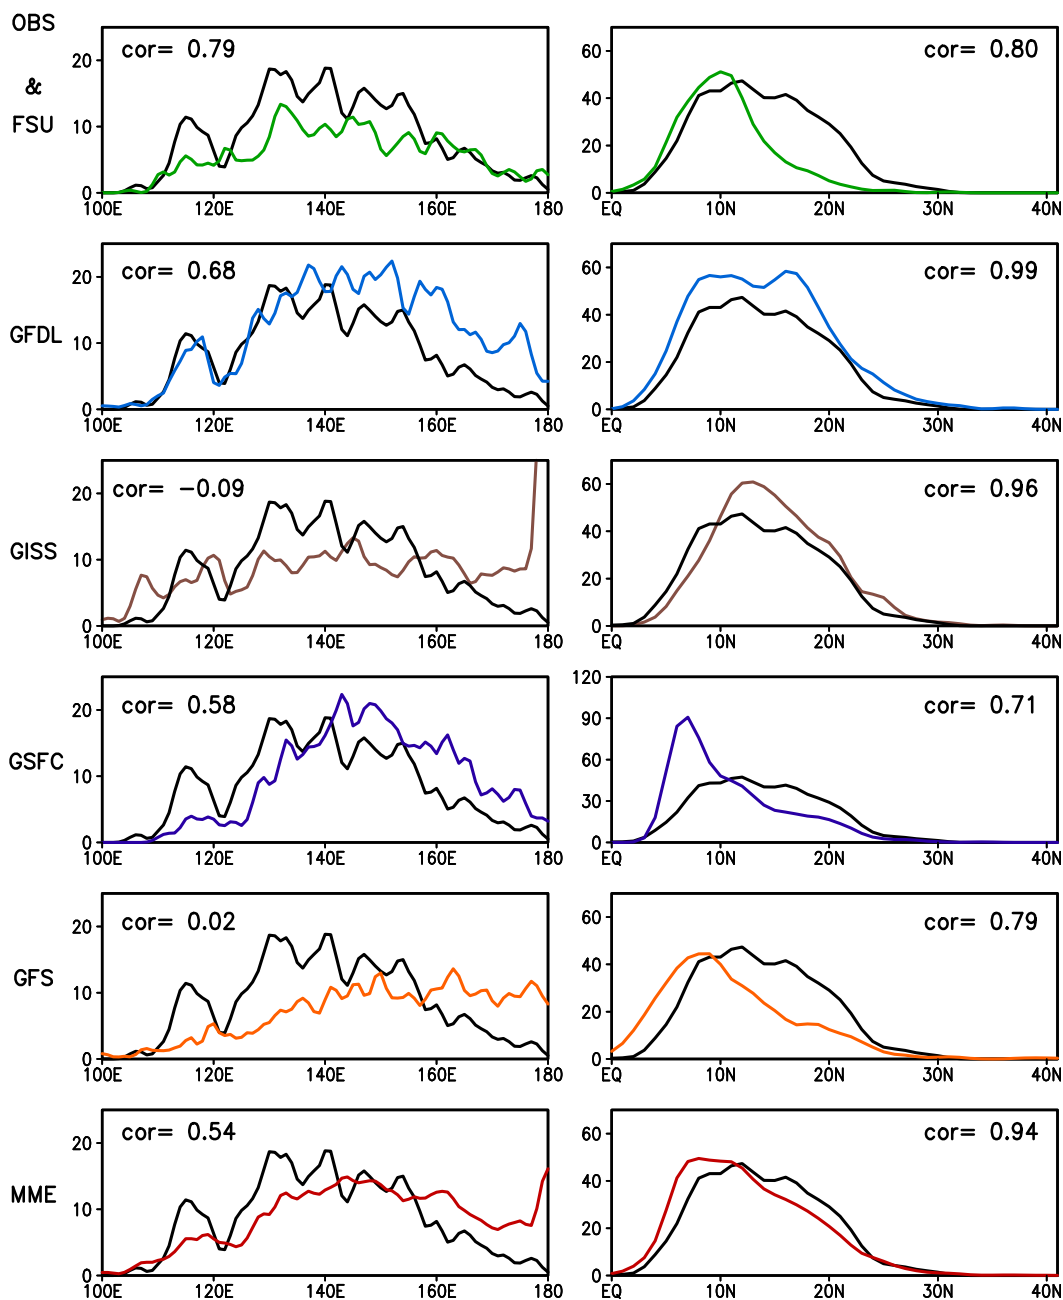 OBS
&
FSU
cor= 0.79
20
10
0
100E 120E 140E 160E 180
cor= 0.80
60
40
20
0
EQ 10N 20N 30N 40N
GFDL
cor= 0.68
20
10
0
100E 120E 140E 160E 180
cor= 0.99
60
40
20
0
EQ 10N 20N 30N 40N
GISS
cor= -0.09
20
10
0
100E 120E 140E 160E 180
cor= 0.96
60
40
20
0
EQ 10N 20N 30N 40N
GSFC
cor= 0.58
20
10
0
100E 120E 140E 160E 180
cor= 0.71
120
90
60
30
0
EQ 10N 20N 30N 40N
GFS
cor= 0.02
20
10
0
100E 120E 140E 160E 180
cor= 0.79
60
40
20
0
EQ 10N 20N 30N 40N
MME
cor= 0.54
20
10
0
100E 120E 140E 160E 180
cor= 0.94
60
40
20
0
EQ 10N 20N 30N 40N